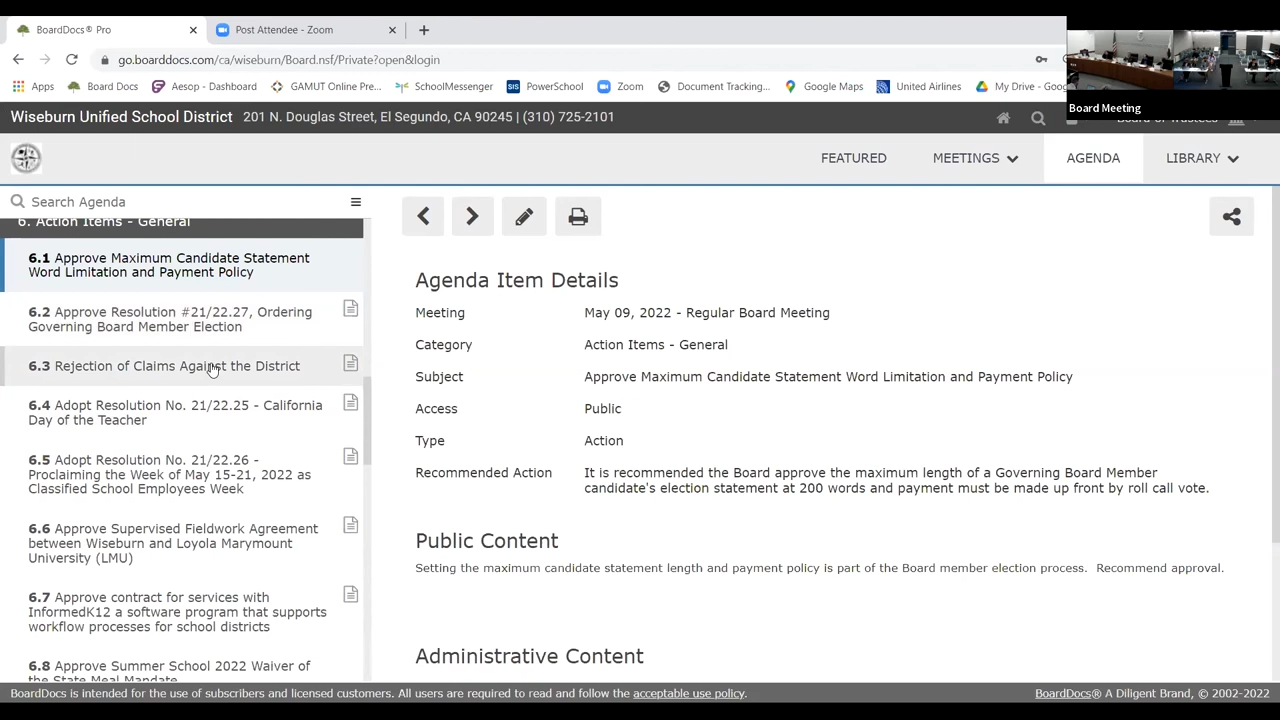 BoardDocs® Pro
Post Attendee - Zoom
go.boarddocs.com/ca/wiseburn/Board.nsf/Private?open&login
Apps
Board Docs
Aesop - Dashboard
GAMUT Online Pre...
SchoolMessenger
SIS PowerSchool
Zoom
Document Tracking...
Google Maps
United Airlines
My Drive - Goo
Board Meeting
Wiseburn Unified School District 201 N. Douglas Street, El Segundo, CA 90245 | (310) 725-2101
Board of Trustees
FEATURED
MEETINGS
AGENDA
LIBRARY
Search Agenda
6. Action Items - General
6.1 Approve Maximum Candidate Statement
Word Limitation and Payment Policy
6.2 Approve Resolution #21/22.27, Ordering
Governing Board Member Election
6.3 Rejection of Claims Against the District
6.4 Adopt Resolution No. 21/22.25 - California
Day of the Teacher
6.5 Adopt Resolution No. 21/22.26 -
Proclaiming the Week of May 15-21, 2022 as
Classified School Employees Week
6.6 Approve Supervised Fieldwork Agreement
between Wiseburn and Loyola Marymount
University (LMU)
6.7 Approve contract for services with
InformedK12 a software program that supports
workflow processes for school districts
6.8 Approve Summer School 2022 Waiver of
the State Meal Mandate
Agenda Item Details
Meeting May 09, 2022 - Regular Board Meeting
Category Action Items - General
Subject Approve Maximum Candidate Statement Word Limitation and Payment Policy
Access Public
Type Action
Recommended Action It is recommended the Board approve the maximum length of a Governing Board Member
candidate's election statement at 200 words and payment must be made up front by roll call vote.
Public Content
Setting the maximum candidate statement length and payment policy is part of the Board member election process. Recommend approval.
Administrative Content
BoardDocs is intended for the use of subscribers and licensed customers. All users are required to read and follow the acceptable use policy.
BoardDocs® A Diligent Brand, © 2002-2022